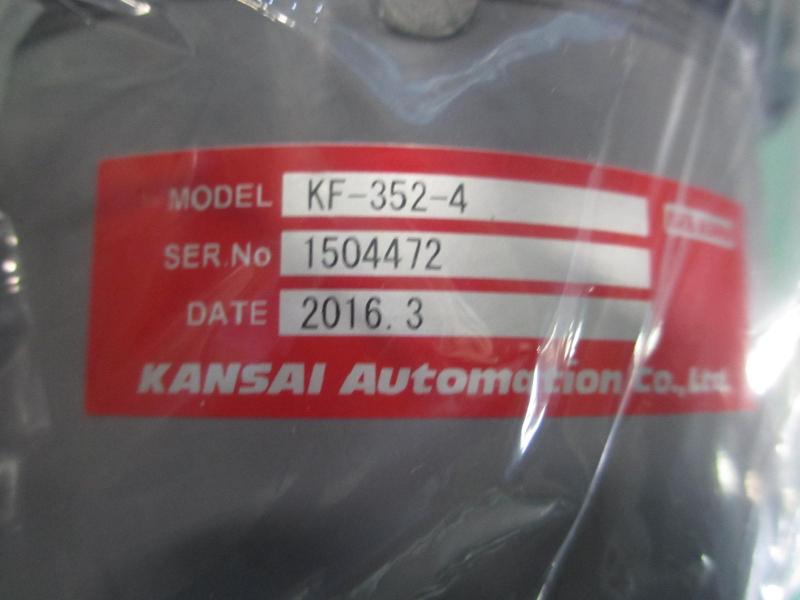 MODEL KF-352-4
SER.No 1504472
DATE 2016.3
KANSAI Automation Co., Ltd.